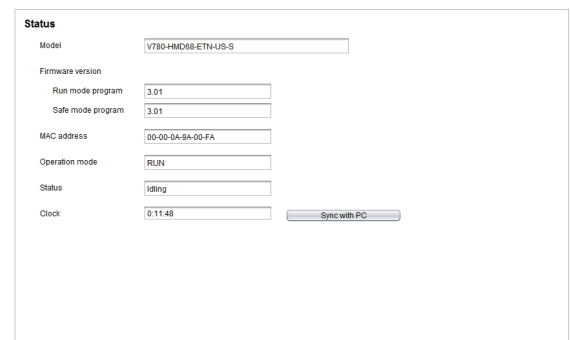 Status
Model V780-HMD68-ETN-US-S
Firmware version
Run mode program 3.01
Safe mode program 3.01
MAC address 00-00-0A-9A-00-FA
Operation mode RUN
Status Idling
Clock 0:11:48 Sync with PC